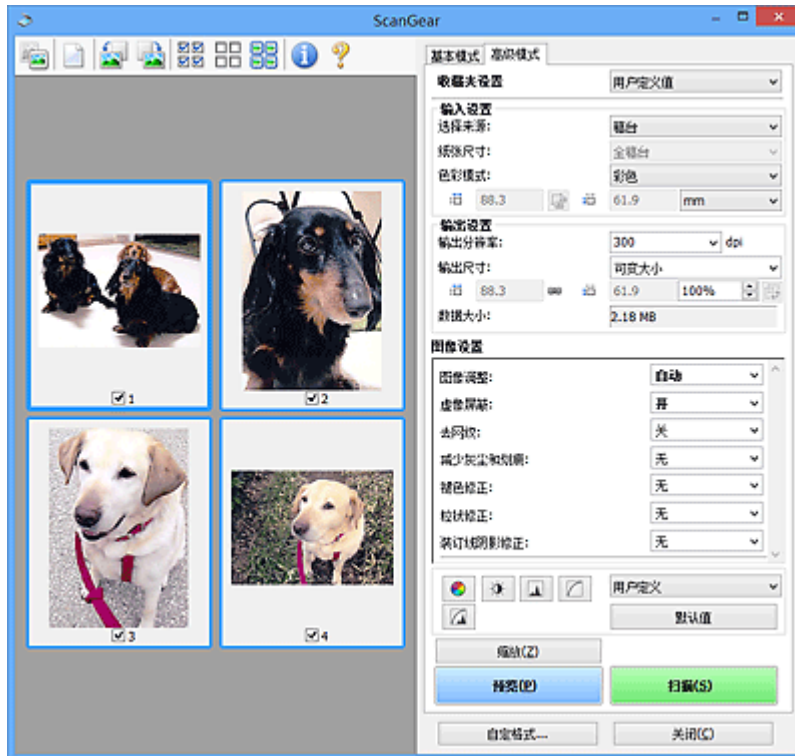 ScanGear
基本模式 高级模式
收藏夹设置 用户定义值
输入设置
选择来源: 稿台
纸张尺寸: 全稿台
色彩模式: 彩色
88.3 61.9 mm
输出设置
输出分辨率: 300 dpi
输出尺寸: 可变大小
88.3 61.9 100%
数据大小: 2.18 MB
图像设置
图像调整: 自动
虚像屏蔽: 开
去网纹: 关
减少灰尘和划痕: 无
褪色修正: 无
粒状修正: 无
装订线阴影修正: 无
1
2
3
4
用户定义
默认值
缩放(Z)
预览(P) 扫描(S)
自定格式... 关闭(C)